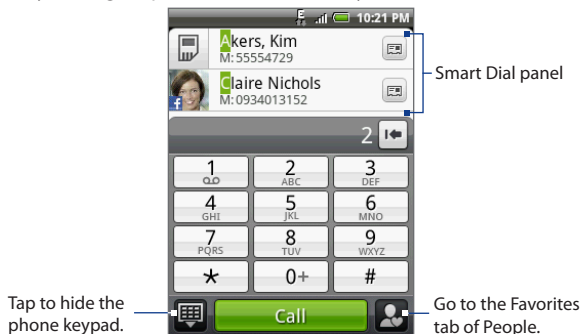 10:21 PM
Akers, Kim
M: 55554729
Claire Nichols
M: 0934013152
Smart Dial panel
2
1 2 3
ABC DEF
4 5 6
GHI JKL MNO
7 8 9
PQRS TUV WXYZ
* 0+ #
Tap to hide the
phone keypad.
Call
Go to the Favorites
tab of People.